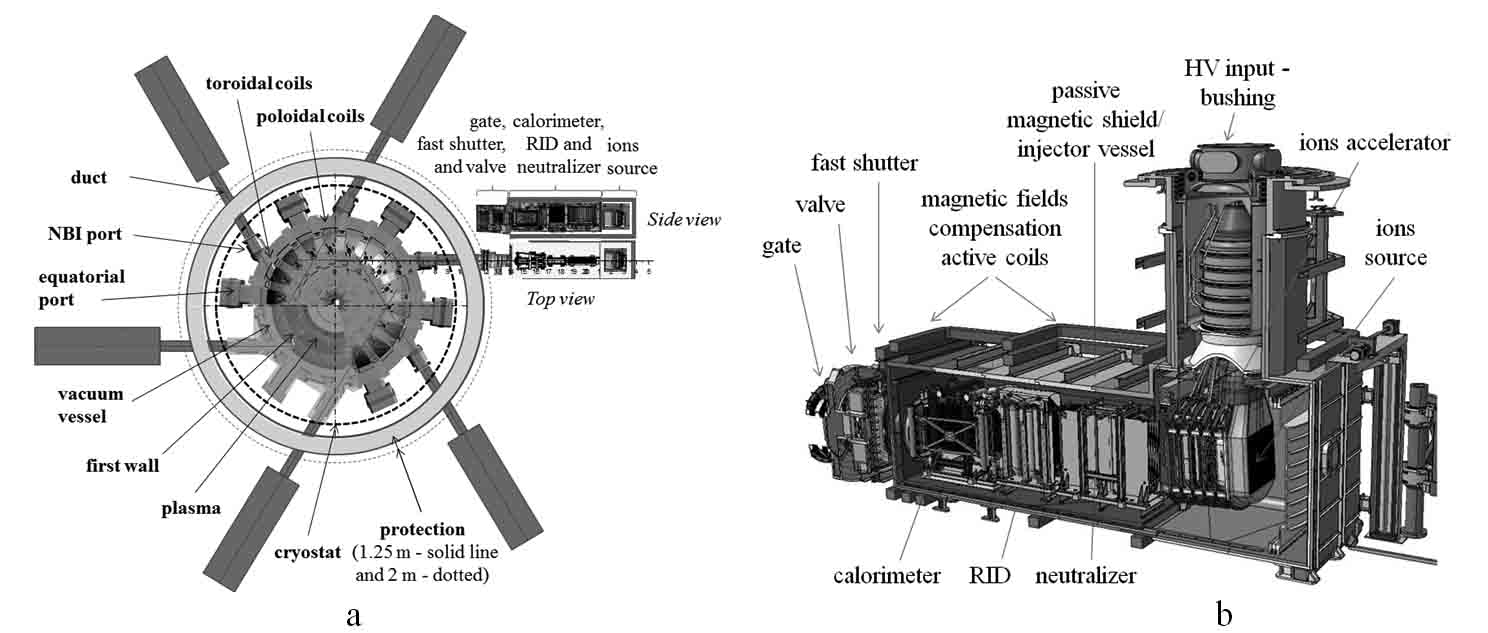 toroidal coils
poloidal coils
gate, calorimeter,
fast shutter, RID and ions
and valve neutralizer source
duct
Side view
NBI port
equatorial
port
Top view
vacuum
vessel
first wall
plasma
cryostat
protection
(1.25 m - solid line
and 2 m - dotted)
a
HV input -
bushing
passive
magnetic shield/
injector vessel
ions accelerator
fast shutter
valve
gate
magnetic fields
compensation
active coils
ions
source
calorimeter RID neutralizer
b